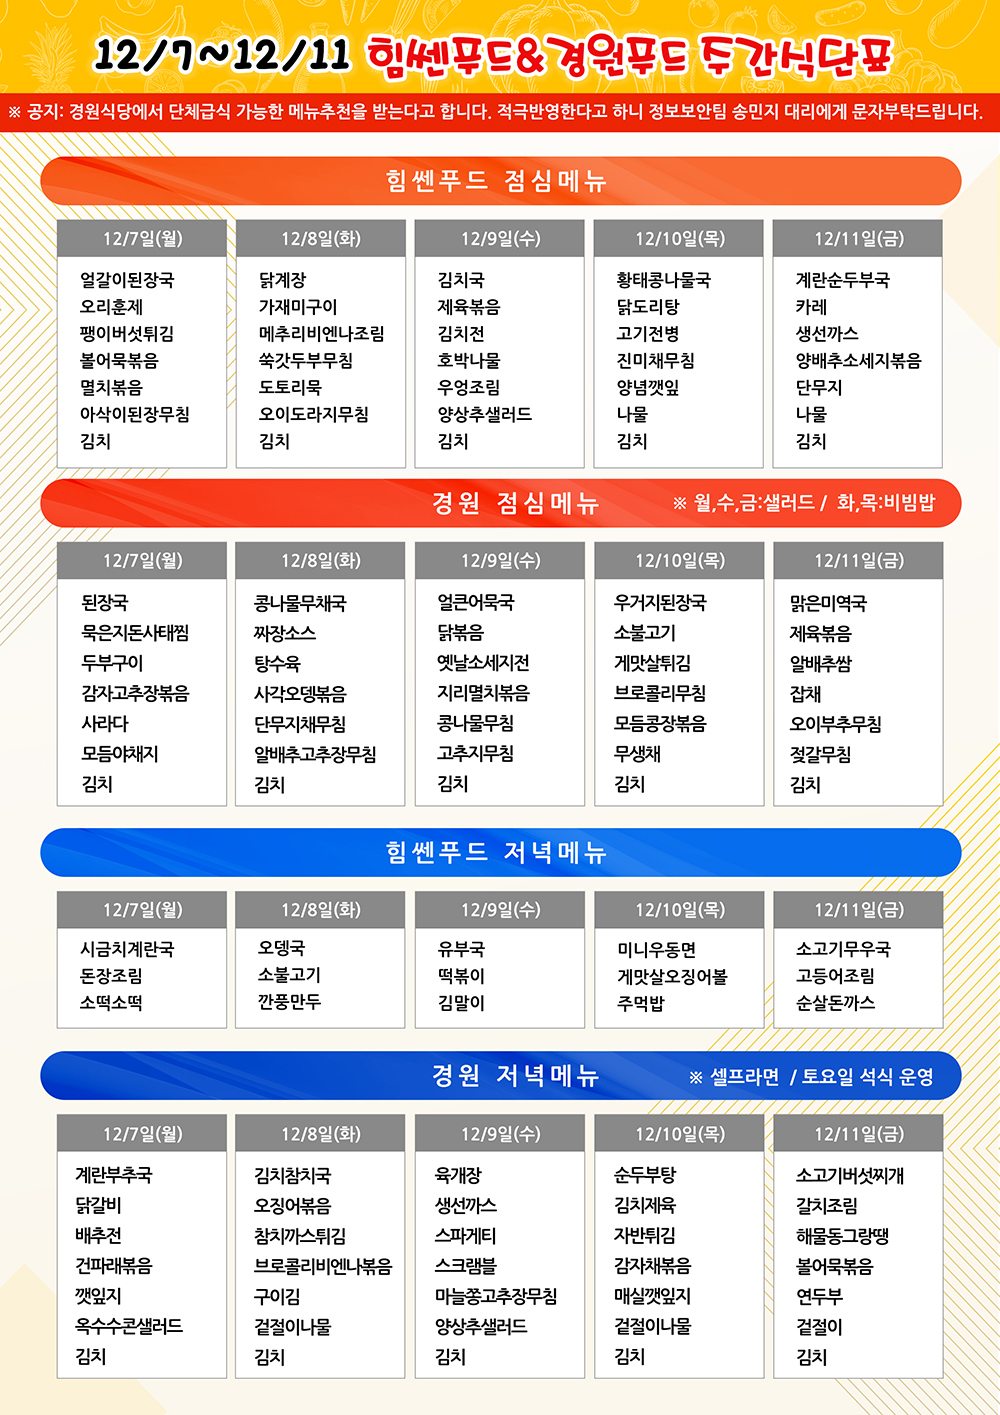 12/7~12/11 힘쎈푸드&경원푸드 주간식단표
※ 공지: 경원식당에서 단체급식 가능한 메뉴추천을 받는다고 합니다. 적극반영한다고 하니 정보보안팀 송민지 대리에게 문자부탁드립니다.
힘쎈푸드 점심메뉴
12/7일(월)
얼갈이된장국
오리훈제
팽이버섯튀김
볼어묵볶음
멸치볶음
아삭이된장무침
김치
12/8일(화)
닭계장
가재미구이
메추리비엔나조림
쑥갓두부무침
도토리묵
오이도라지무침
김치
12/9일(수)
김치국
제육볶음
김치전
호박나물
우엉조림
양상추샐러드
김치
12/10일(목)
황태콩나물국
닭도리탕
고기전병
진미채무침
양념깻잎
나물
김치
12/11일(금)
계란순두부국
카레
생선까스
양배추소세지볶음
단무지
나물
김치
경원 점심메뉴
※ 월,수,금:샐러드 / 화,목:비빔밥
12/7일(월)
된장국
묵은지돈사태찜
두부구이
감자고추장볶음
사라다
모듬야채지
김치
12/8일(화)
콩나물무채국
짜장소스
탕수육
사각오뎅볶음
단무지채무침
알배추고추장무침
김치
12/9일(수)
얼큰어묵국
닭볶음
옛날소세지전
지리멸치볶음
콩나물무침
고추지무침
김치
12/10일(목)
우거지된장국
소불고기
게맛살튀김
브로콜리무침
모듬콩장볶음
무생채
김치
12/11일(금)
맑은미역국
제육볶음
알배추쌈
잡채
오이부추무침
젖갈무침
김치
힘쎈푸드 저녁메뉴
12/7일(월)
시금치계란국
돈장조림
소떡소떡
12/8일(화)
오뎅국
소불고기
깐풍만두
12/9일(수)
유부국
떡볶이
김말이
12/10일(목)
미니우동면
게맛살오징어볼
주먹밥
12/11일(금)
소고기무우국
고등어조림
순살돈까스
경원 저녁메뉴
※ 셀프라면 / 토요일 석식 운영
12/7일(월)
계란부추국
닭갈비
배추전
건파래볶음
깻잎지
옥수수콘샐러드
김치
12/8일(화)
김치참치국
오징어볶음
참치까스튀김
브로콜리비엔나볶음
구이김
겉절이나물
김치
12/9일(수)
육개장
생선까스
스파게티
스크램블
마늘쫑고추장무침
양상추샐러드
김치
12/10일(목)
순두부탕
김치제육
자반튀김
감자채볶음
매실깻잎지
겉절이나물
김치
12/11일(금)
소고기버섯찌개
갈치조림
해물동그랑땡
볼어묵볶음
연두부
겉절이
김치